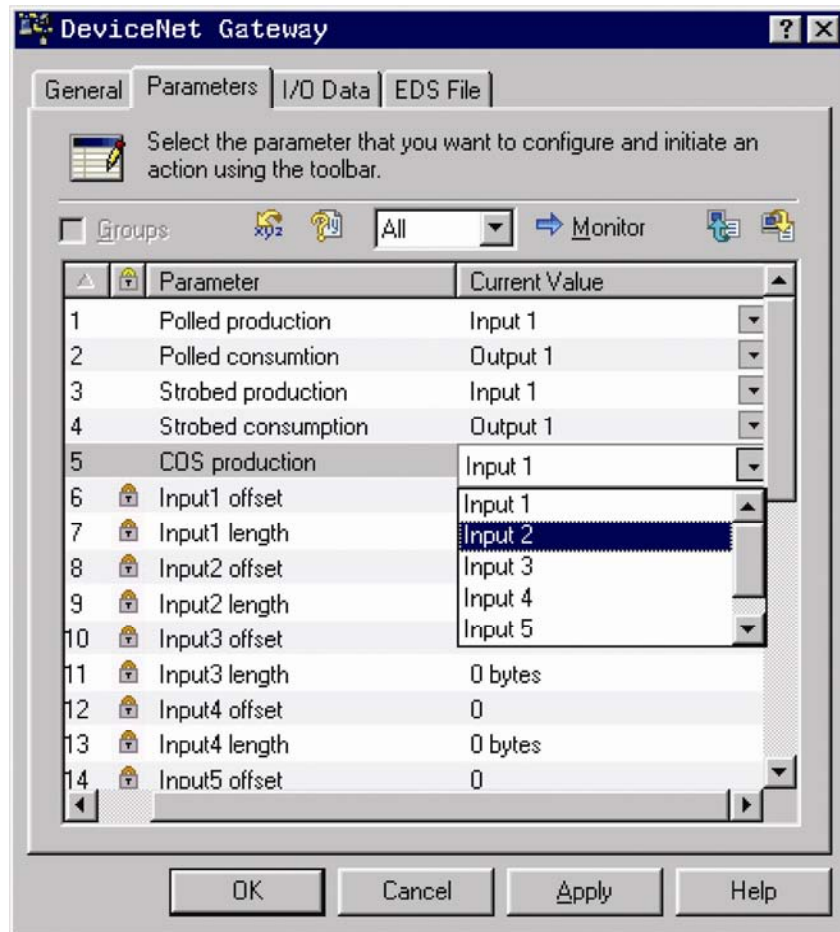 DeviceNet Gateway
General Parameters I/O Data EDS File
Select the parameter that you want to configure and initiate an
action using the toolbar.
Groups All Monitor
Parameter Current Value
1 Polled production Input 1
2 Polled consumtion Output 1
3 Strobed production Input 1
4 Strobed consumption Output 1
5 COS production Input 1
6 Input1 offset Input 1
7 Input1 length Input 2
8 Input2 offset Input 3
9 Input2 length Input 4
10 Input3 offset Input 5
11 Input3 length 0 bytes
12 Input4 offset 0
13 Input4 length 0 bytes
14 Input5 offset 0
OK Cancel Apply Help